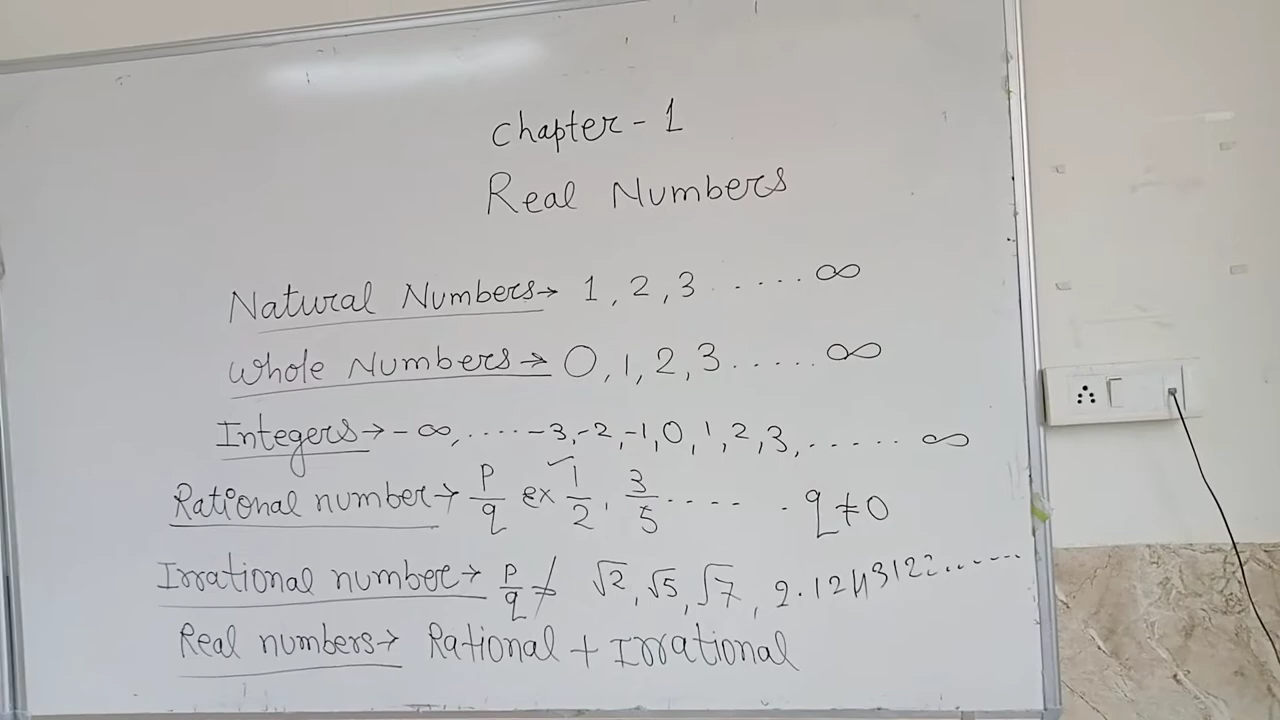 Chapter - 1
Real Numbers
Natural Numbers→ 1, 2, 3 ..... ∞
Whole Numbers→ 0, 1, 2, 3 ..... ∞
Integers→ - ∞, ..... -3, -2, -1, 0, 1, 2, 3, ...... ∞
Rational number→ p/q ex 1/2, 3/5 ..... q ≠ 0
Irrational number→ p/q ≠ √2, √5, √7, 2.1243122......
Real numbers→ Rational + Irrational